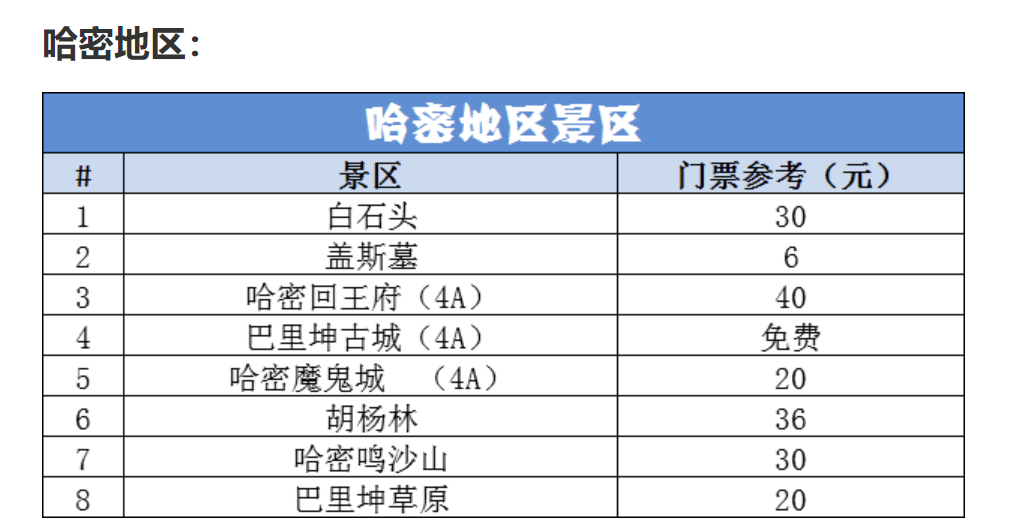 哈密地区：
哈密地区景区
# 景区 门票参考（元）
1 白石头 30
2 盖斯墓 6
3 哈密回王府（4A） 40
4 巴里坤古城（4A） 免费
5 哈密魔鬼城 （4A） 20
6 胡杨林 36
7 哈密鸣沙山 30
8 巴里坤草原 20